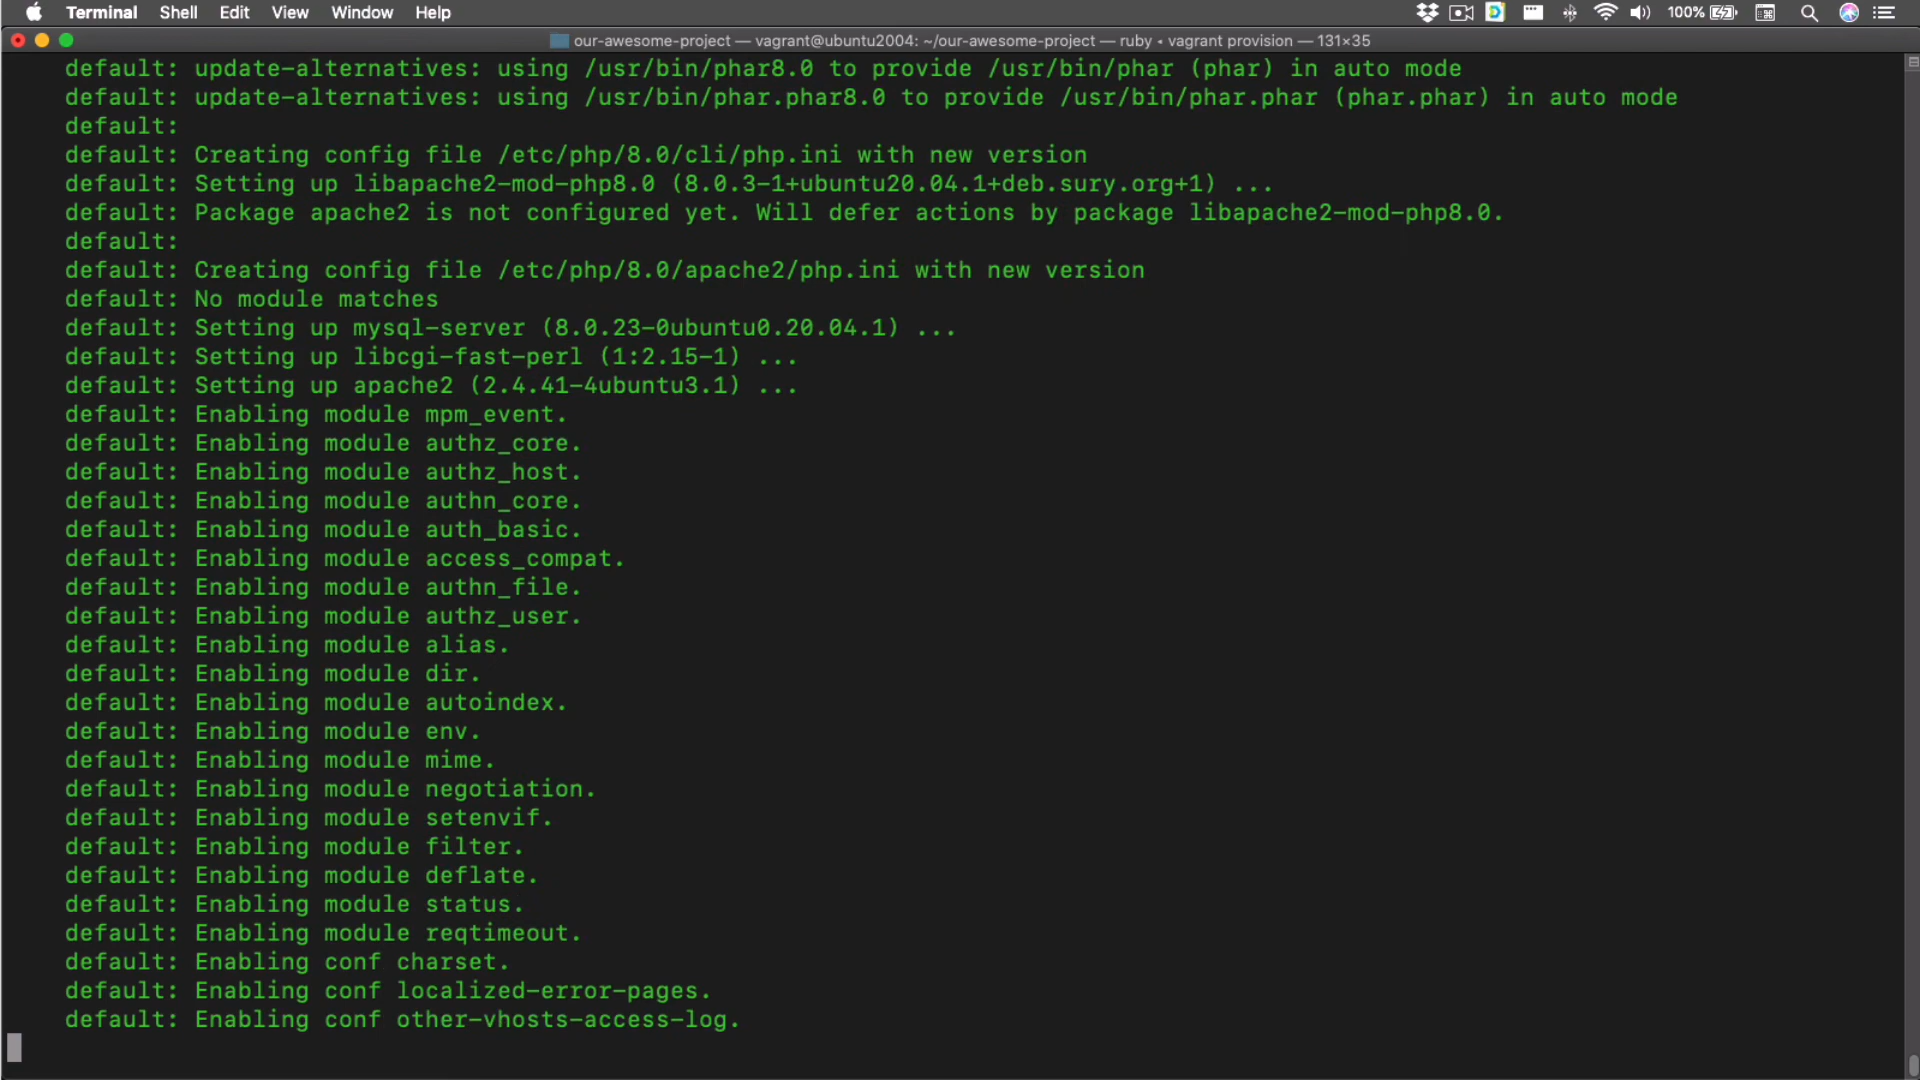 Terminal Shell Edit View Window Help 100%
our-awesome-project — vagrant@ubuntu2004: ~/our-awesome-project — ruby • vagrant provision — 131×35
default: update-alternatives: using /usr/bin/phar8.0 to provide /usr/bin/phar (phar) in auto mode
default: update-alternatives: using /usr/bin/phar.phar8.0 to provide /usr/bin/phar.phar (phar.phar) in auto mode
default:
default: Creating config file /etc/php/8.0/cli/php.ini with new version
default: Setting up libapache2-mod-php8.0 (8.0.3-1+ubuntu20.04.1+deb.sury.org+1) ...
default: Package apache2 is not configured yet. Will defer actions by package libapache2-mod-php8.0.
default:
default: Creating config file /etc/php/8.0/apache2/php.ini with new version
default: No module matches
default: Setting up mysql-server (8.0.23-0ubuntu0.20.04.1) ...
default: Setting up libcgi-fast-perl (1:2.15-1) ...
default: Setting up apache2 (2.4.41-4ubuntu3.1) ...
default: Enabling module mpm_event.
default: Enabling module authz_core.
default: Enabling module authz_host.
default: Enabling module authn_core.
default: Enabling module auth_basic.
default: Enabling module access_compat.
default: Enabling module authn_file.
default: Enabling module authz_user.
default: Enabling module alias.
default: Enabling module dir.
default: Enabling module autoindex.
default: Enabling module env.
default: Enabling module mime.
default: Enabling module negotiation.
default: Enabling module setenvif.
default: Enabling module filter.
default: Enabling module deflate.
default: Enabling module status.
default: Enabling module reqtimeout.
default: Enabling conf charset.
default: Enabling conf localized-error-pages.
default: Enabling conf other-vhosts-access-log.